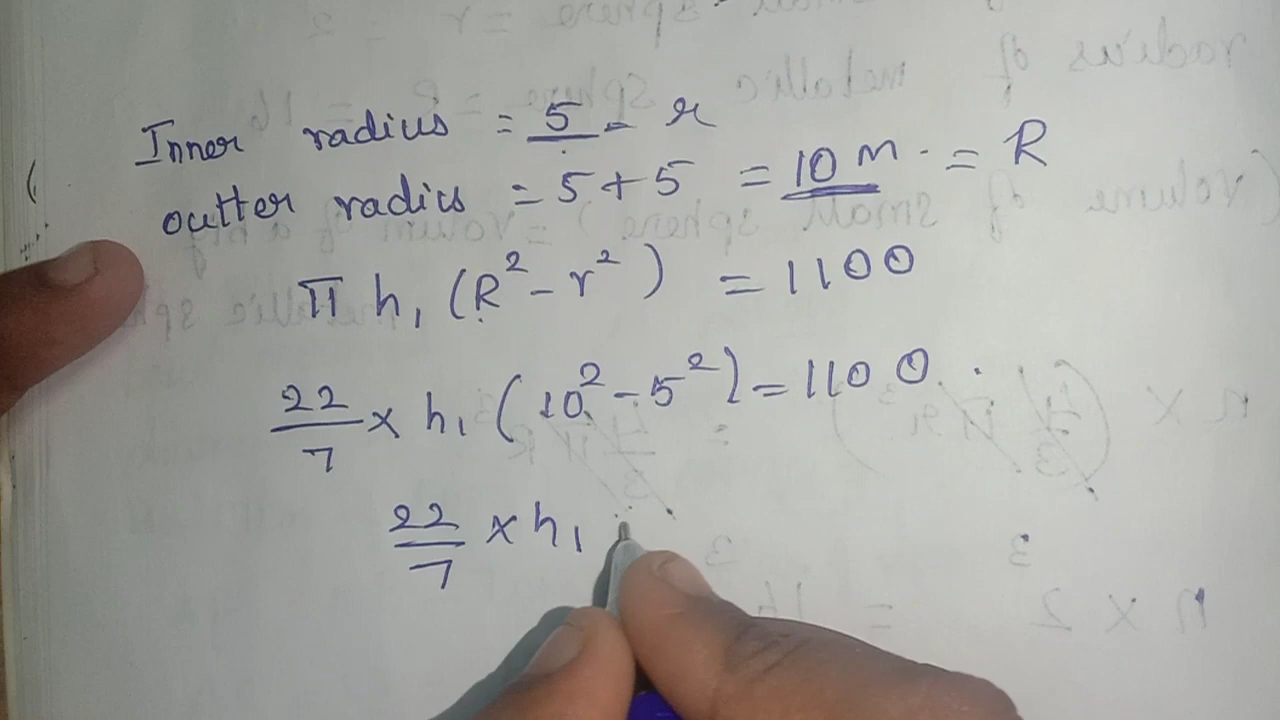 Inner radius = 5 = r
outter radius = 5 + 5 = 10 m. = R
π h₁ (R² - r²) = 1100
22/7 × h₁ (10² - 5²) = 1100.
22/7 × h₁